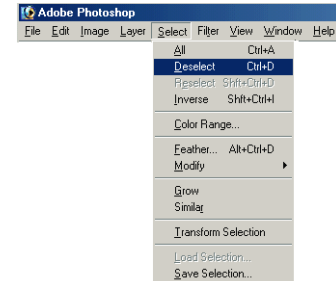 Adobe Photoshop
File Edit Image Layer Select Filter View Window Help
All Ctrl+A
Deselect Ctrl+D
Reselect Shft+Ctrl+D
Inverse Shft+Ctrl+I
Color Range...
Feather... Alt+Ctrl+D
Modify
Grow
Similar
Transform Selection
Load Selection...
Save Selection...